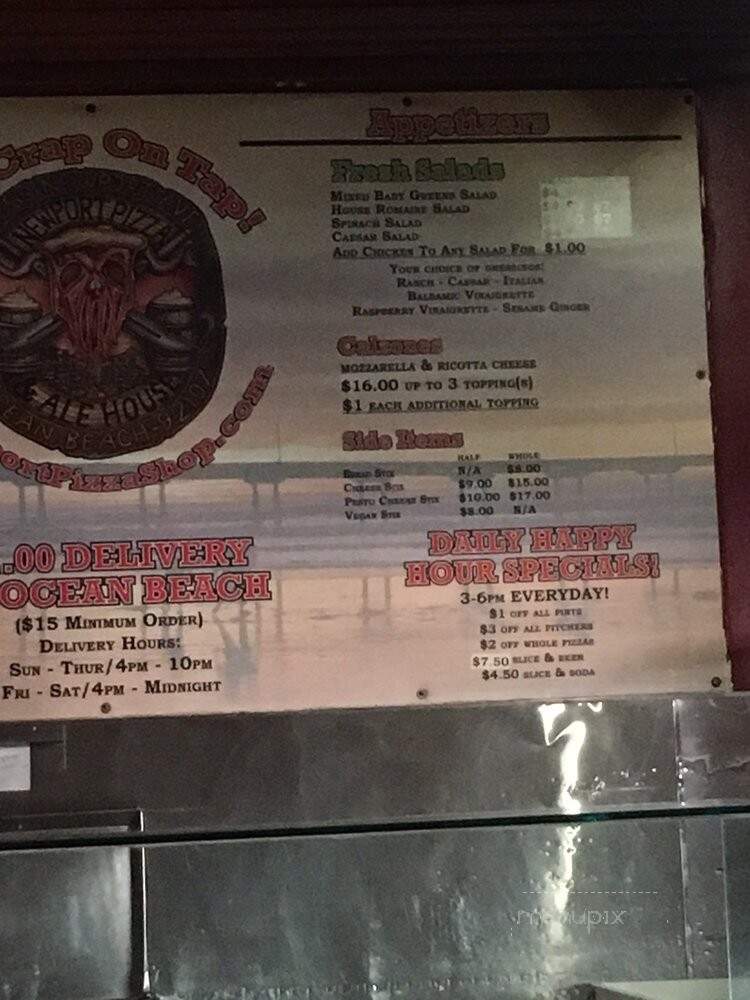 Crap On Tap!
NEWPORT PIZZA
& ALE HOUSE
EAN BEACH - 92107
ortPizzaShop.com
Appetizers
Fresh Salads
MIXED BABY GREENS SALAD
HOUSE ROMAINE SALAD
SPINACH SALAD
CAESAR SALAD
ADD CHICKEN TO ANY SALAD FOR $1.00
YOUR CHOICE OF DRESSINGS!
RANCH - CAESAR - ITALIAN
BALSAMIC VINAIGRETTE
RASPBERRY VINAIGRETTE - SESAME GINGER
Calzones
MOZZARELLA & RICOTTA CHEESE
$16.00 UP TO 3 TOPPING(S)
$1 EACH ADDITIONAL TOPPING
Side Items
HALF WHOLE
BREAD STIX N/A $8.00
CHEESE STIX $9.00 $15.00
PESTO CHEESE STIX $10.00 $17.00
VEGAN STIX $8.00 N/A
.00 DELIVERY
OCEAN BEACH
($15 MINIMUM ORDER)
DELIVERY HOURS:
SUN - THUR/4PM - 10PM
FRI - SAT/4PM - MIDNIGHT
DAILY HAPPY
HOUR SPECIALS!
3-6PM EVERYDAY!
$1 OFF ALL PINTS
$3 OFF ALL PITCHERS
$2 OFF WHOLE PIZZAS
$7.50 SLICE & BEER
$4.50 SLICE & SODA
menupix